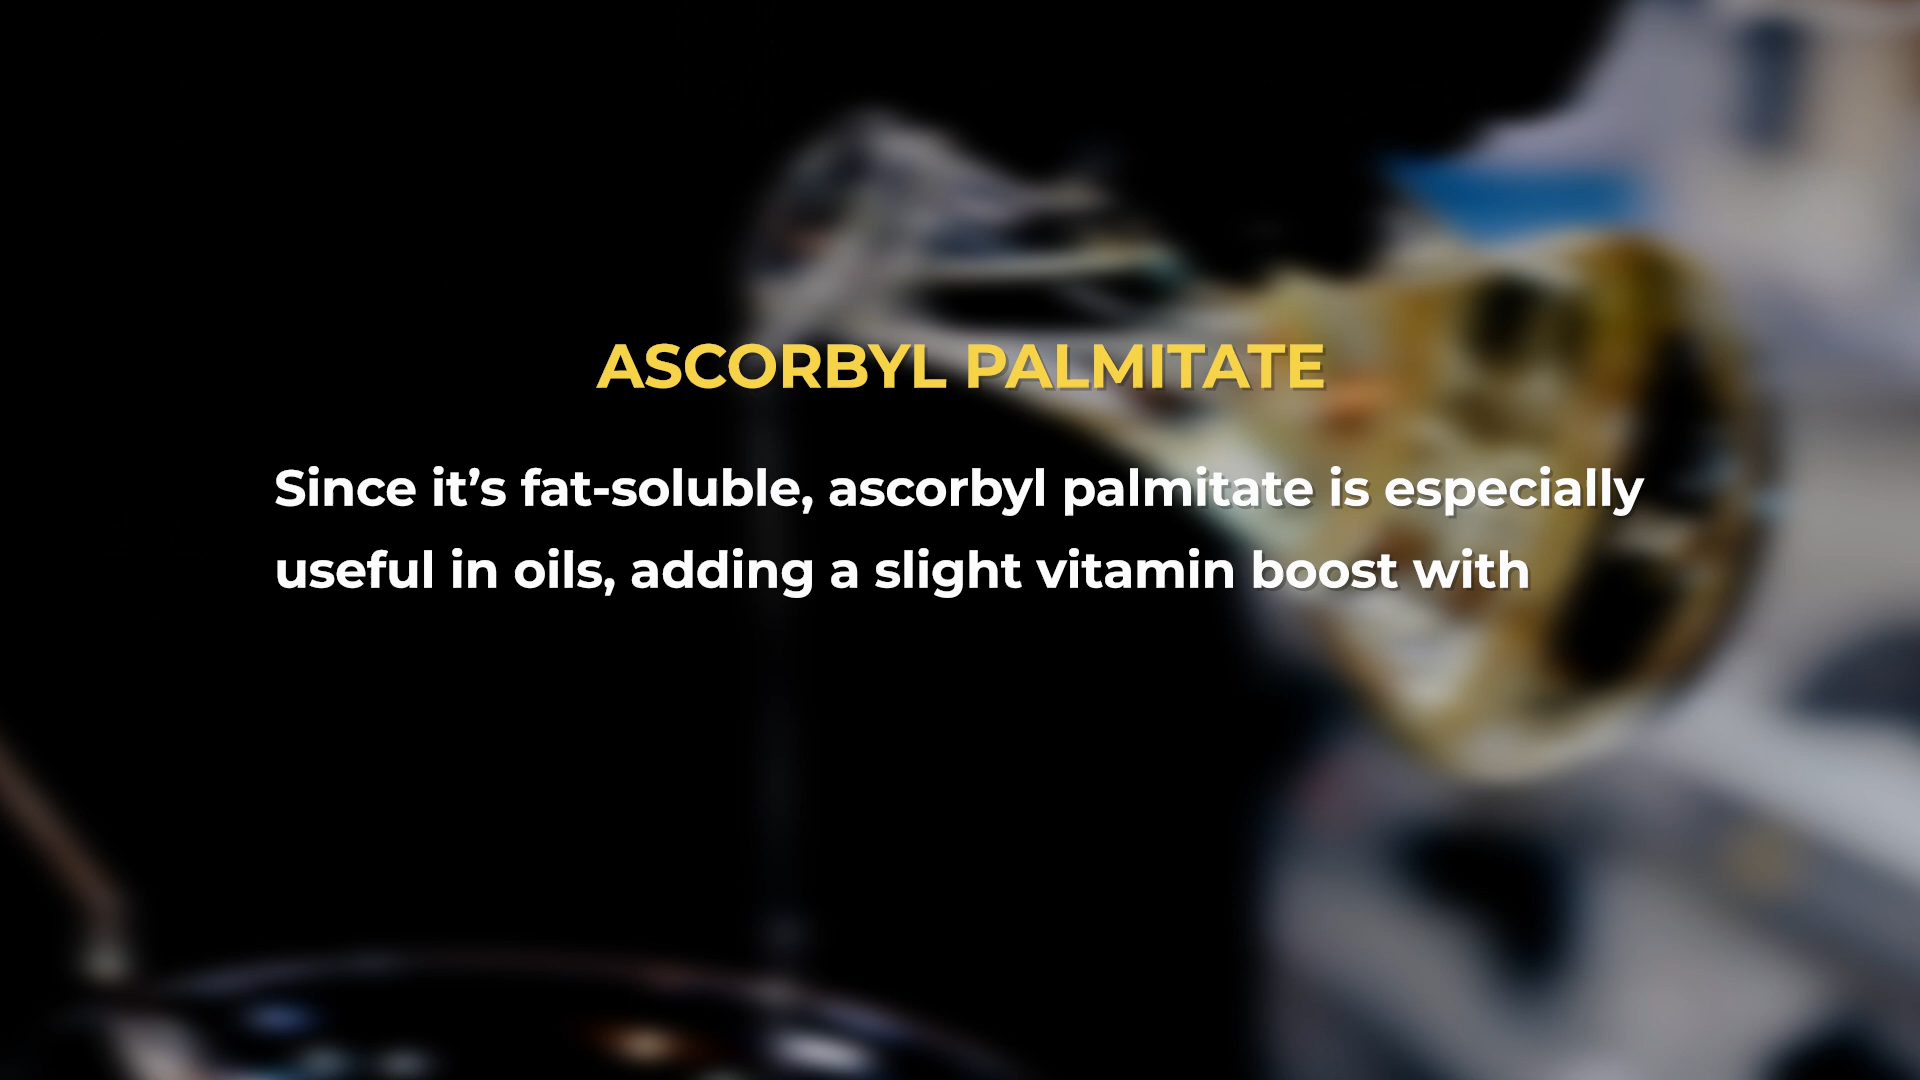 ASCORBYL PALMITATE
Since it’s fat-soluble, ascorbyl palmitate is especially
useful in oils, adding a slight vitamin boost with